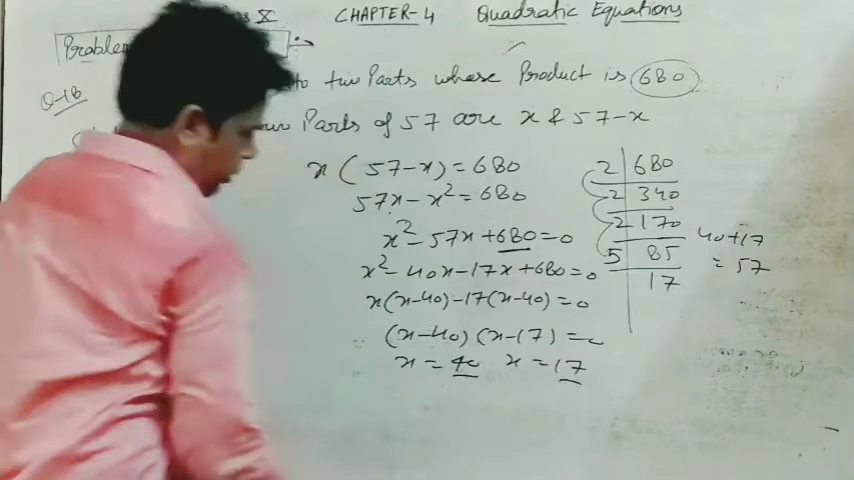 X CHAPTER-4 Quadratic Equations
Problem
Q-18 to two Parts whose Product is 680
Parts of 57 are x & 57-x
x(57-x)=680
57x-x²=680
x²-57x+680=0
x²-40x-17x+680=0
x(x-40)-17(x-40)=0
(x-40)(x-17)=0
x=40 x=17
2 680
2 340
2 170
5 85
17
40+17
=57